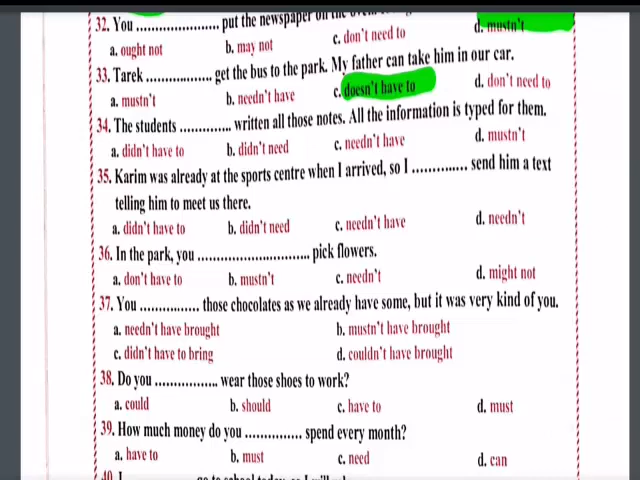 32. You ..................... put the newspaper on the
a. ought not b. may not c. don't need to d. mustn't
33. Tarek ................ get the bus to the park. My father can take him in our car.
a. mustn't b. needn't have c. doesn't have to d. don't need to
34. The students ............. written all those notes. All the information is typed for them.
a. didn't have to b. didn't need c. needn't have d. mustn't
35. Karim was already at the sports centre when I arrived, so I .............. send him a text
telling him to meet us there.
a. didn't have to b. didn't need c. needn't have d. needn't
36. In the park, you ............................ pick flowers.
a. don't have to b. mustn't c. needn't d. might not
37. You ............... those chocolates as we already have some, but it was very kind of you.
a. needn't have brought b. mustn't have brought
c. didn't have to bring d. couldn't have brought
38. Do you ................ wear those shoes to work?
a. could b. should c. have to d. must
39. How much money do you .............. spend every month?
a. have to b. must c. need d. can
40. I